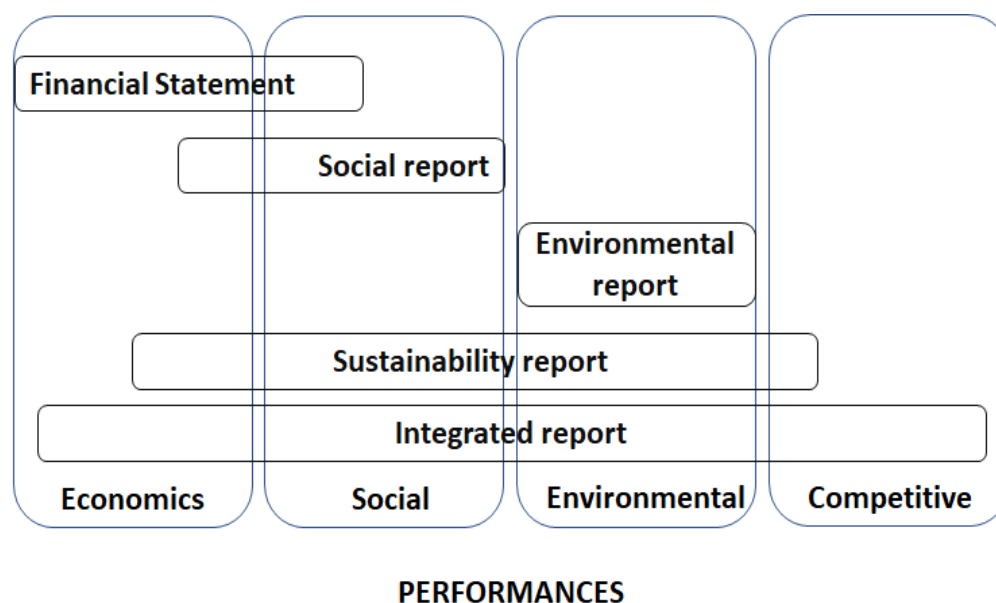 Financial Statement
Social report
Environmental
report
Sustainability report
Integrated report
Economics
Social
Environmental
Competitive
PERFORMANCES